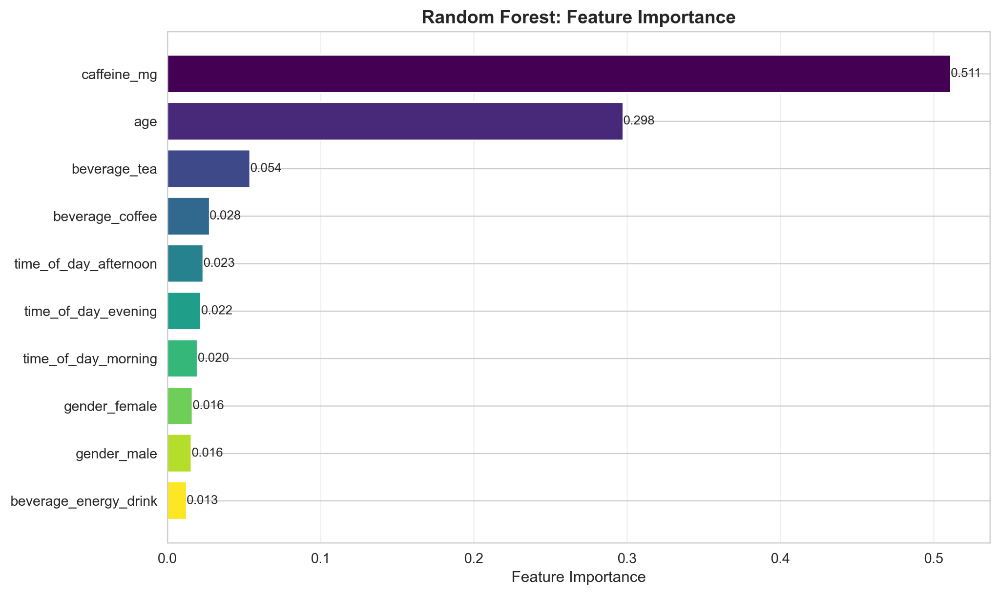 Random Forest: Feature Importance
caffeine_mg 0.511
age 0.298
beverage_tea 0.054
beverage_coffee 0.028
time_of_day_afternoon 0.023
time_of_day_evening 0.022
time_of_day_morning 0.020
gender_female 0.016
gender_male 0.016
beverage_energy_drink 0.013
0.0 0.1 0.2 0.3 0.4 0.5
Feature Importance